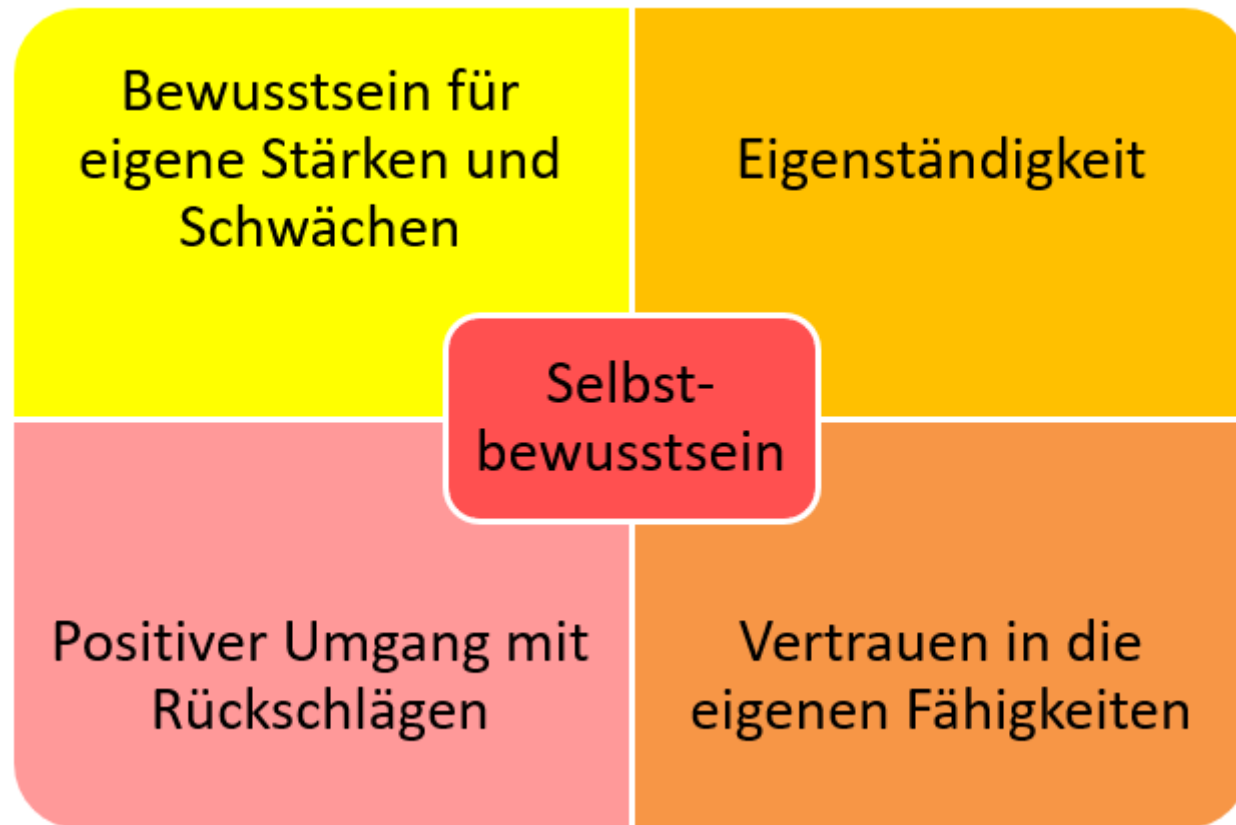 Bewusstsein für
eigene Stärken und
Schwächen
Eigenständigkeit
Selbst-
bewusstsein
Positiver Umgang mit
Rückschlägen
Vertrauen in die
eigenen Fähigkeiten